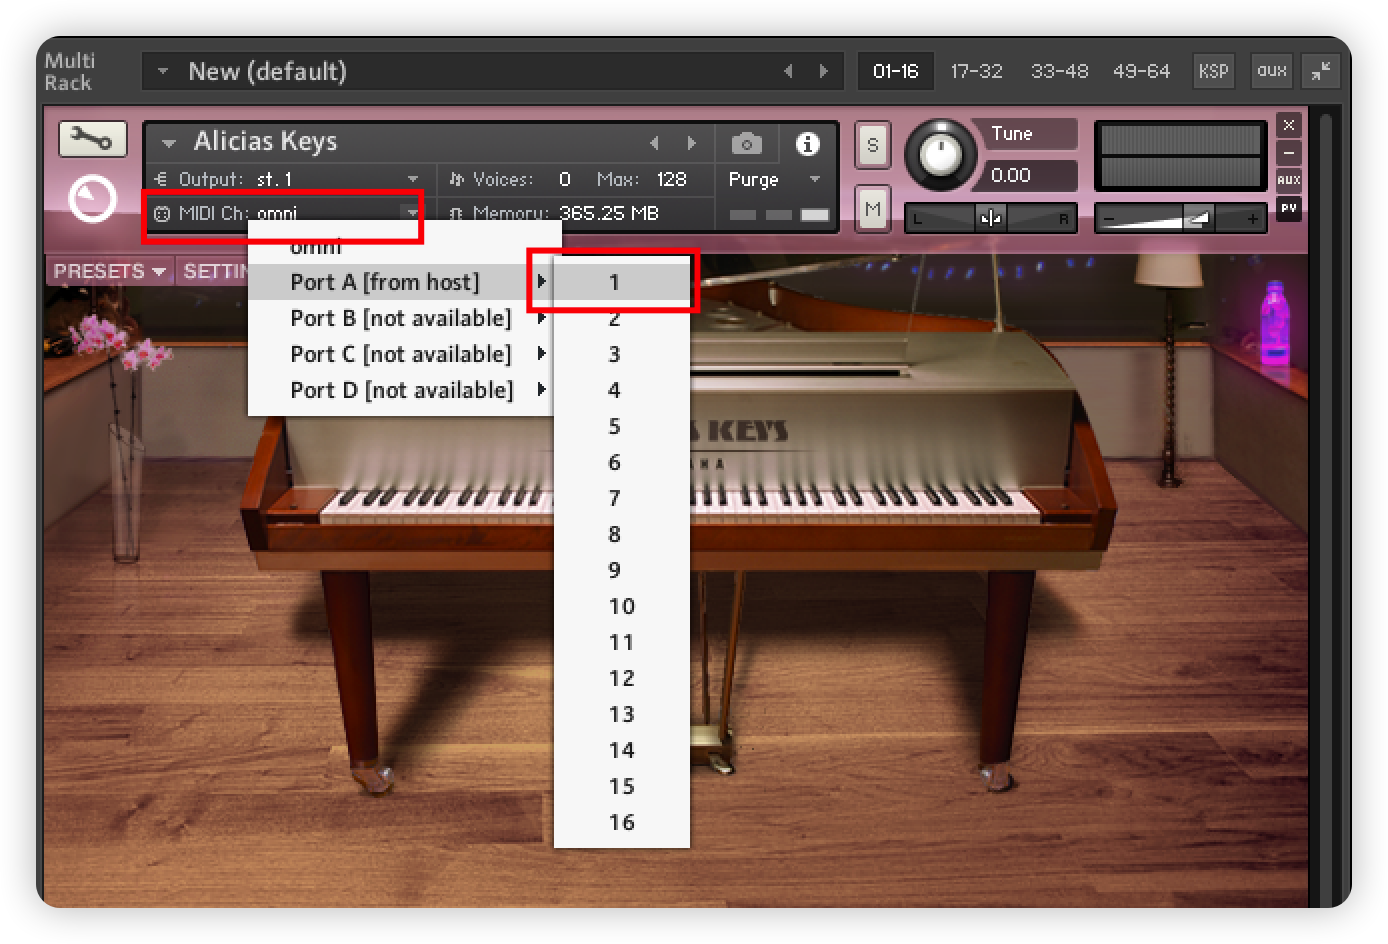 Multi
Rack
New (default)
01-16 17-32 33-48 49-64 KSP aux
Alicias Keys
S
Tune
X
Output: st. 1
Voices: 0 Max: 128
Purge
0.00
AUX
MIDI Ch: omni
Memory: 365.25 MB
M
L R
- +
PV
omni
PRESETS
SETTIN
Port A [from host]
Port B [not available]
Port C [not available]
Port D [not available]
1
2
3
4
5
6
7
8
9
10
11
12
13
14
15
16
KEYS